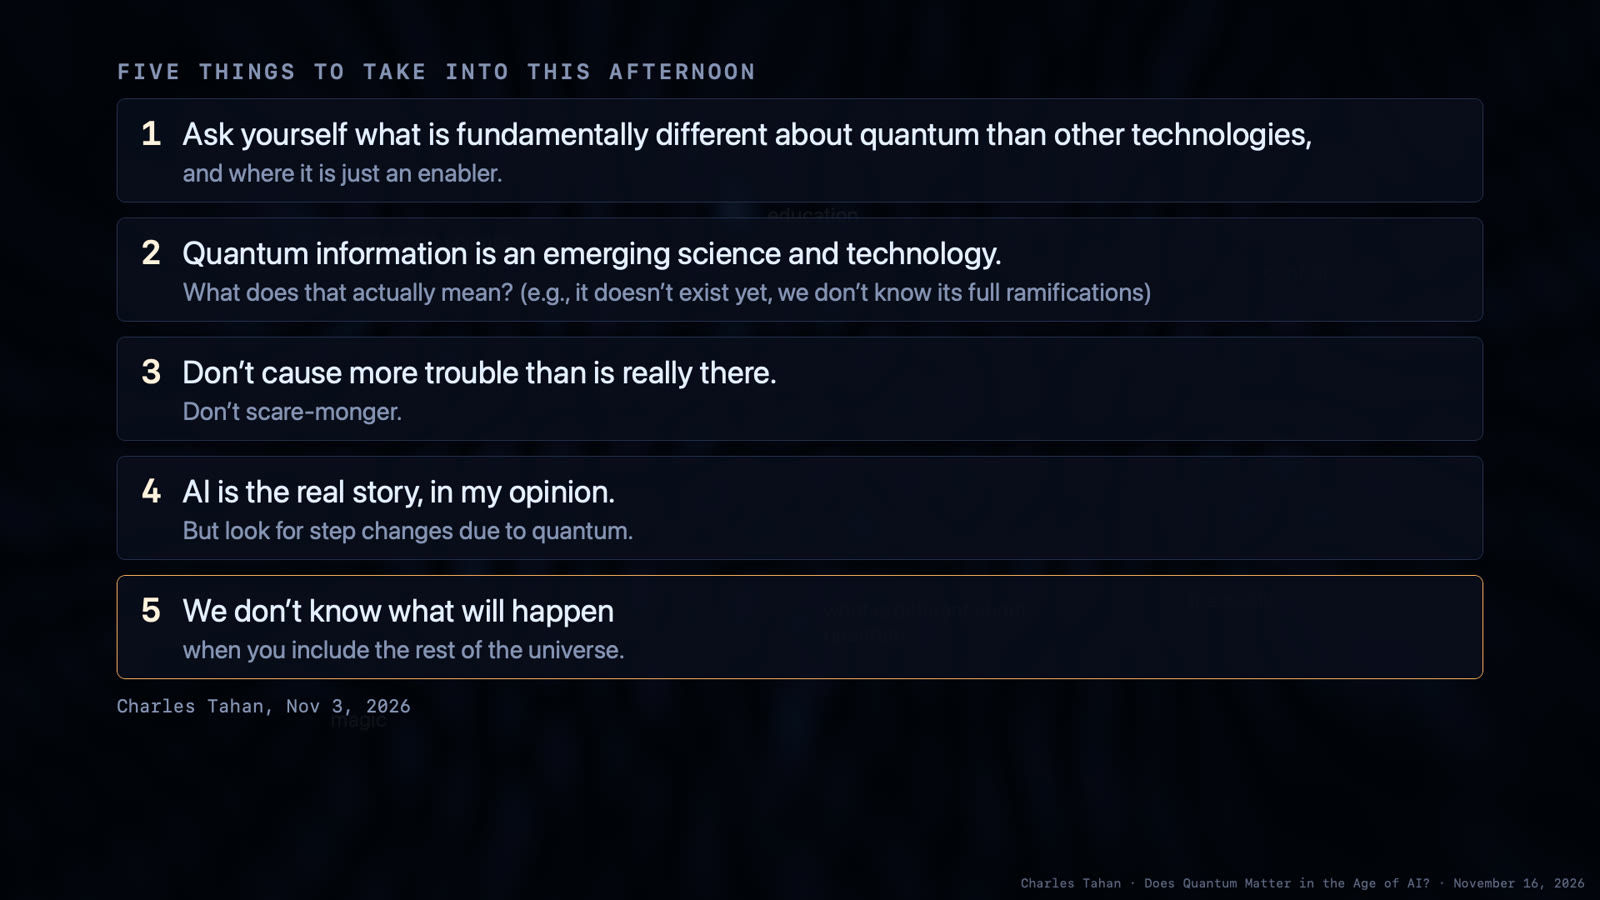 FIVE THINGS TO TAKE INTO THIS AFTERNOON
1 Ask yourself what is fundamentally different about quantum than other technologies,
and where it is just an enabler.
education
2 Quantum information is an emerging science and technology.
What does that actually mean? (e.g., it doesn’t exist yet, we don’t know its full ramifications)
3 Don’t cause more trouble than is really there.
Don’t scare-monger.
4 AI is the real story, in my opinion.
But look for step changes due to quantum.
5 We don’t know what will happen
when you include the rest of the universe.
Charles Tahan, Nov 3, 2026
magic
Charles Tahan · Does Quantum Matter in the Age of AI? · November 16, 2026